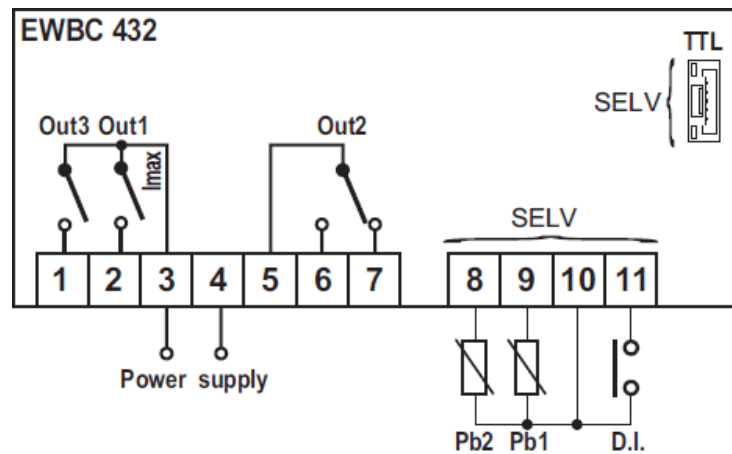 EWBC 432
TTL
SELV
Out3 Out1
Out2
Imax
SELV
1 2 3 4 5 6 7 8 9 10 11
Power supply
Pb2 Pb1 D.I.